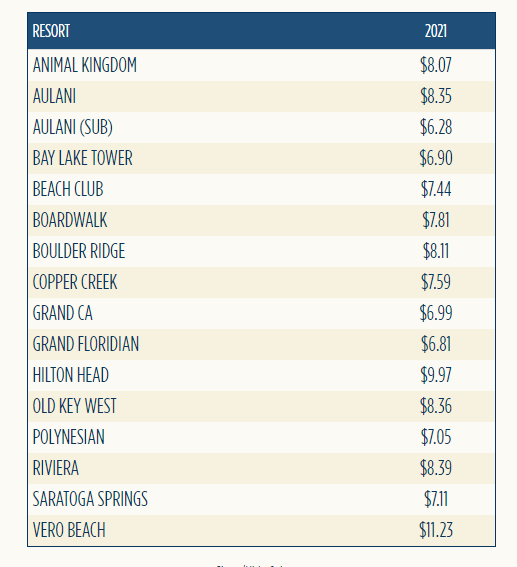 RESORT 2021
ANIMAL KINGDOM $8.07
AULANI $8.35
AULANI (SUB) $6.28
BAY LAKE TOWER $6.90
BEACH CLUB $7.44
BOARDWALK $7.81
BOULDER RIDGE $8.11
COPPER CREEK $7.59
GRAND CA $6.99
GRAND FLORIDIAN $6.81
HILTON HEAD $9.97
OLD KEY WEST $8.36
POLYNESIAN $7.05
RIVIERA $8.39
SARATOGA SPRINGS $7.11
VERO BEACH $11.23